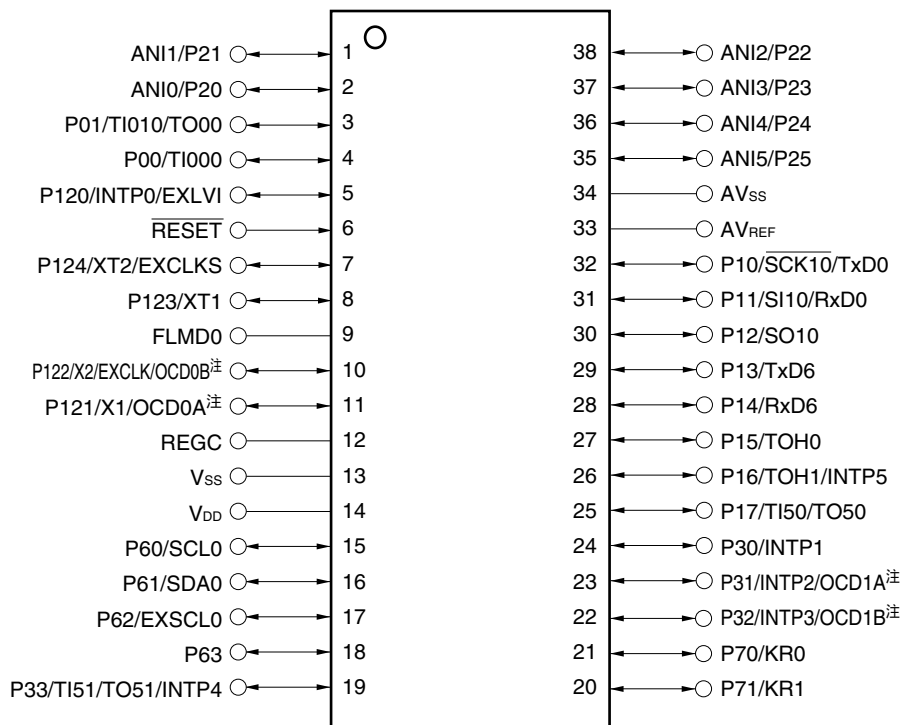 ANI1/P21 1 38 ANI2/P22
ANI0/P20 2 37 ANI3/P23
P01/TI010/TO00 3 36 ANI4/P24
P00/TI000 4 35 ANI5/P25
P120/INTP0/EXLVI 5 34 AVSS
RESET 6 33 AVREF
P124/XT2/EXCLKS 7 32 P10/SCK10/TxD0
P123/XT1 8 31 P11/SI10/RxD0
FLMD0 9 30 P12/SO10
P122/X2/EXCLK/OCD0B注 10 29 P13/TxD6
P121/X1/OCD0A注 11 28 P14/RxD6
REGC 12 27 P15/TOH0
VSS 13 26 P16/TOH1/INTP5
VDD 14 25 P17/TI50/TO50
P60/SCL0 15 24 P30/INTP1
P61/SDA0 16 23 P31/INTP2/OCD1A注
P62/EXSCL0 17 22 P32/INTP3/OCD1B注
P63 18 21 P70/KR0
P33/TI51/TO51/INTP4 19 20 P71/KR1